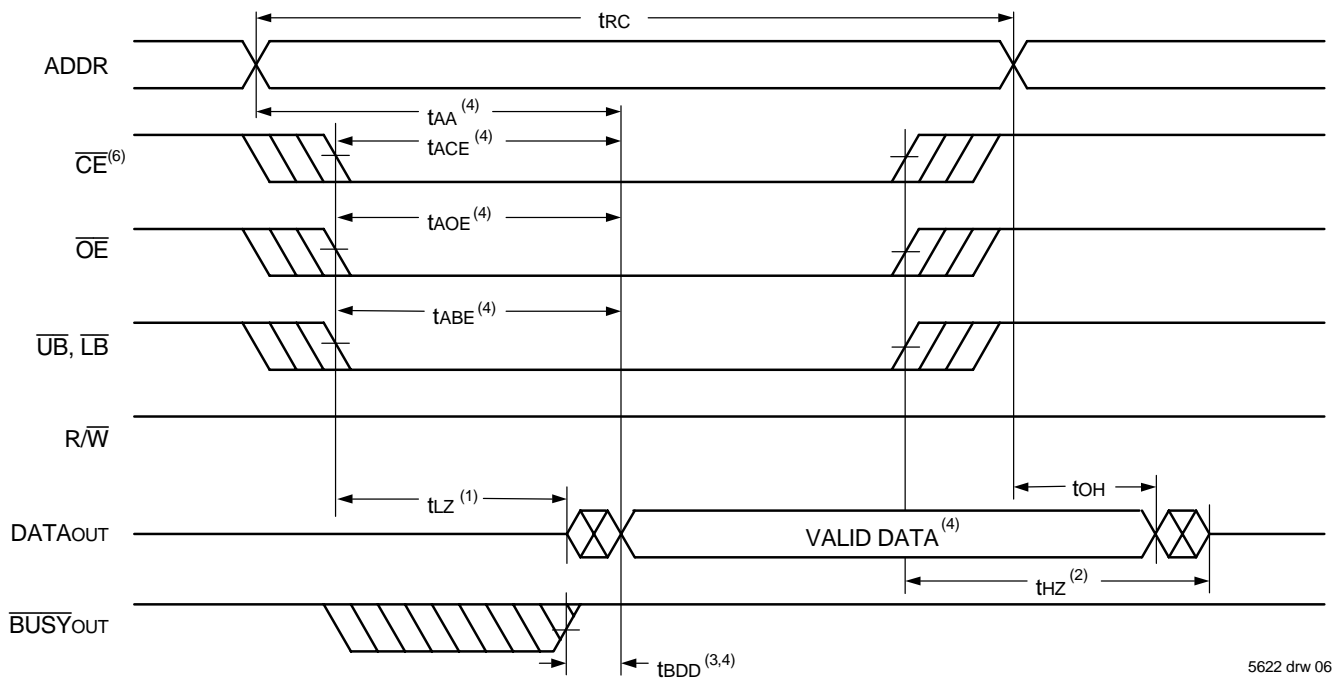 tRC
ADDR
tAA (4)
CE(6)
tACE (4)
OE
tAOE (4)
UB, LB
tABE (4)
R/W
tLZ (1)
tOH
DATAOUT
VALID DATA(4)
tHZ (2)
BUSYOUT
tBDD (3,4)
5622 drw 06